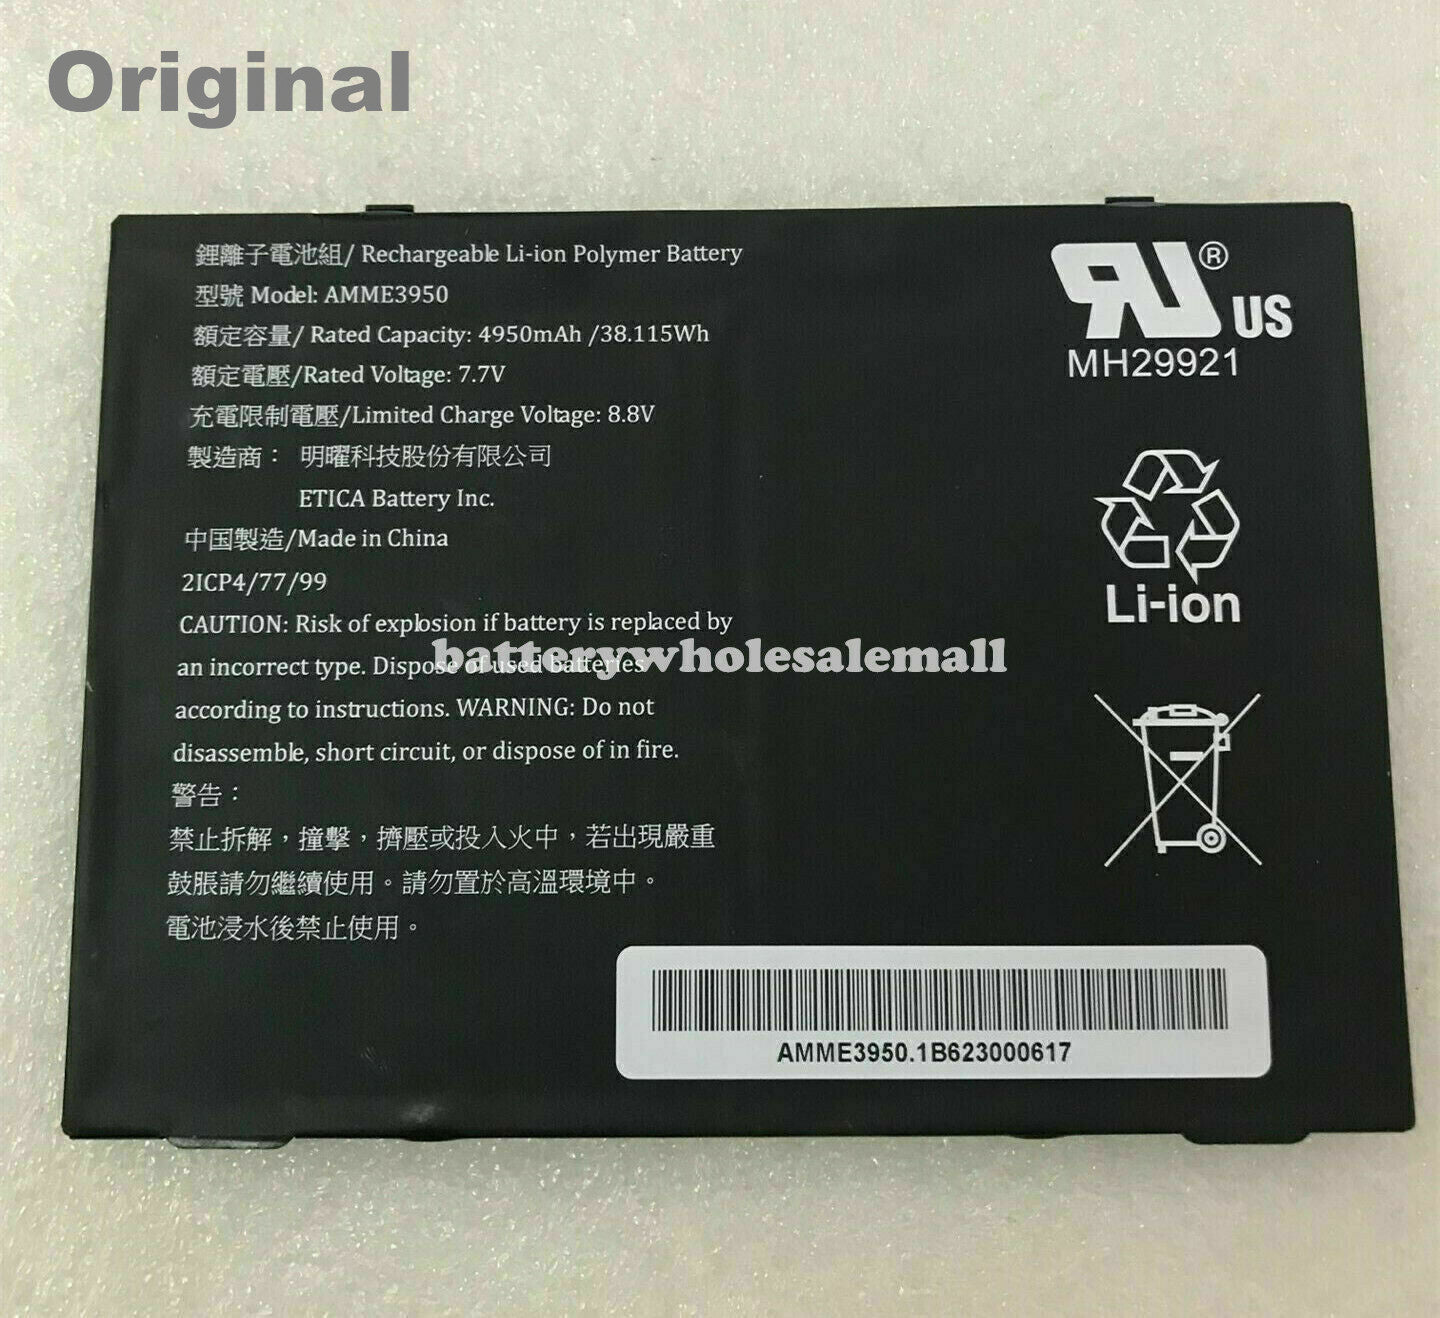 Original
鋰離子電池組/ Rechargeable Li-ion Polymer Battery
型號 Model: AMME3950
額定容量/ Rated Capacity: 4950mAh /38.115Wh
額定電壓/Rated Voltage: 7.7V
充電限制電壓/Limited Charge Voltage: 8.8V
製造商： 明曜科技股份有限公司
ETICA Battery Inc.
中国製造/Made in China
2ICP4/77/99
CAUTION: Risk of explosion if battery is replaced by
an incorrect type. Dispose of used batteries
according to instructions. WARNING: Do not
disassemble, short circuit, or dispose of in fire.
警告：
禁止拆解，撞擊，擠壓或投入火中，若出現嚴重
鼓脹請勿繼續使用。請勿置於高溫環境中。
電池浸水後禁止使用。
batterywholesalemall
RU® US
MH29921
Li-ion
AMME3950.1B623000617